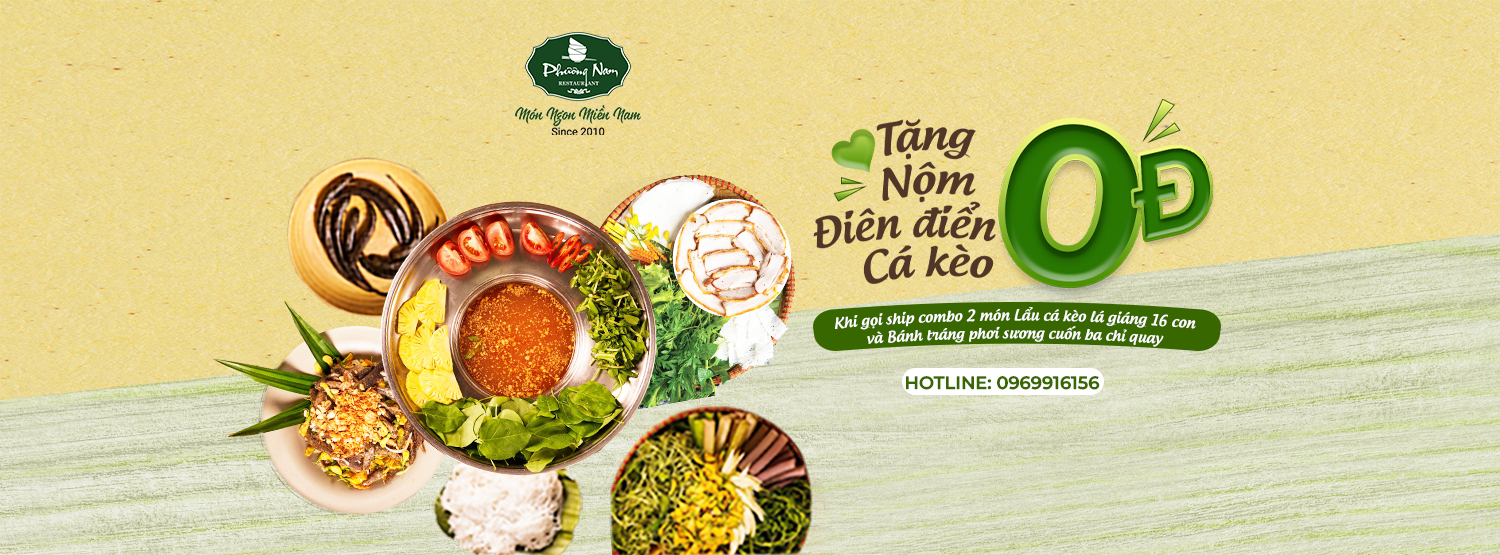 Phương Nam
RESTAURANT
Món Ngon Miền Nam
Since 2010
Tặng
Nộm
Điên điển
Cá kèo
0Đ
Khi gọi ship combo 2 món Lẩu cá kèo lá giáng 16 con
và Bánh tráng phơi sương cuốn ba chỉ quay
HOTLINE: 0969916156